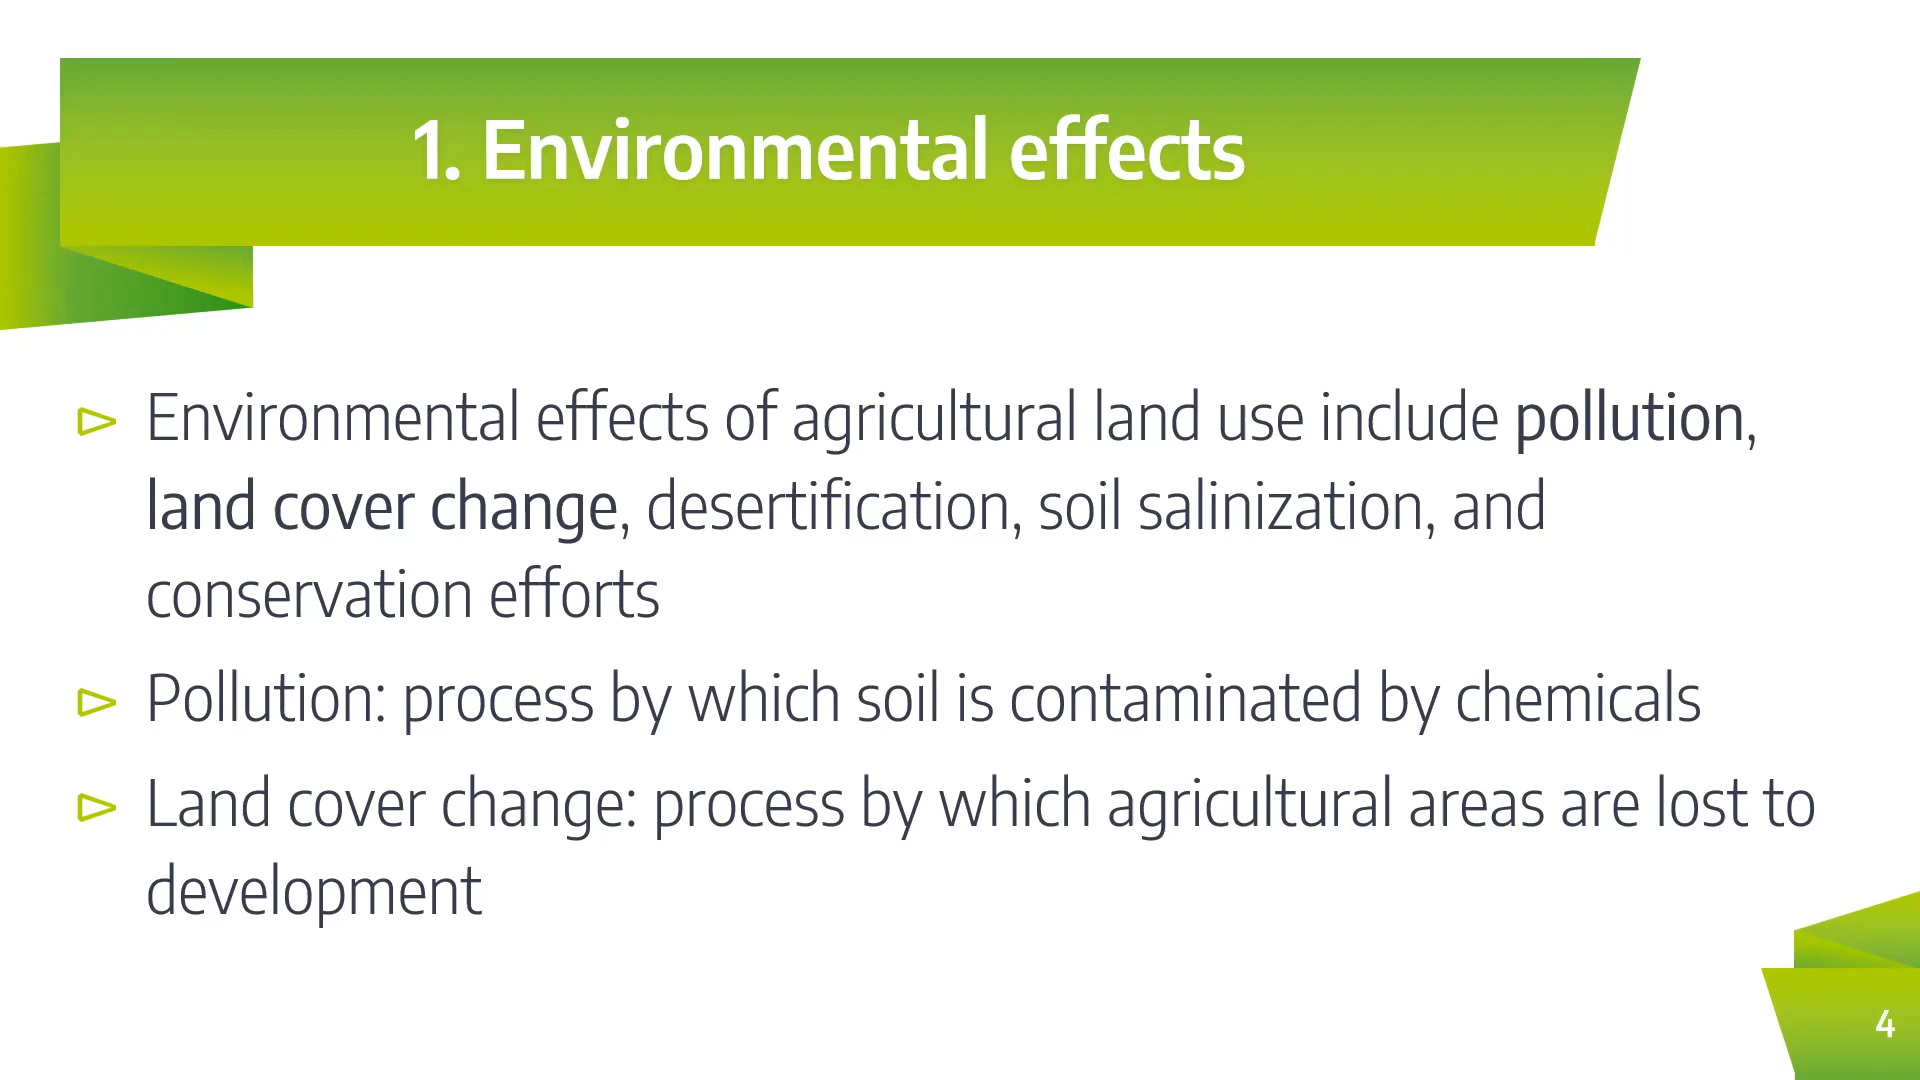 1. Environmental effects
Environmental effects of agricultural land use include pollution,
land cover change, desertification, soil salinization, and
conservation efforts
Pollution: process by which soil is contaminated by chemicals
Land cover change: process by which agricultural areas are lost to
development
4